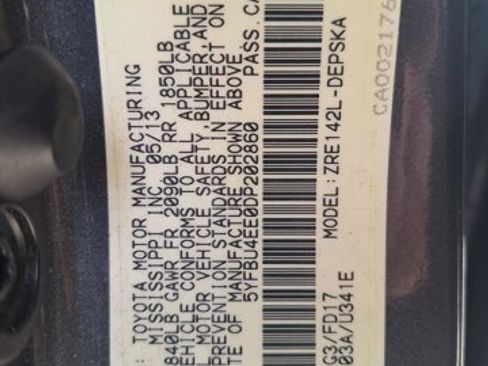 : TOYOTA MOTOR MANUFACTURING
MISSISSIPPI INC. 05/13
840LB GAWR FR 2090LB RR 1850LB
VEHICLE CONFORMS TO ALL APPLICABLE
L MOTOR VEHICLE SAFETY, BUMPER, AND
PREVENTION STANDARDS IN EFFECT ON
TE OF MANUFACTURE SHOWN ABOVE
5YFBU4EE0DP202860 PASS.CA
MODEL: ZRE142L-DEPSKA
G3/FD17
03A/U341E
CA002176